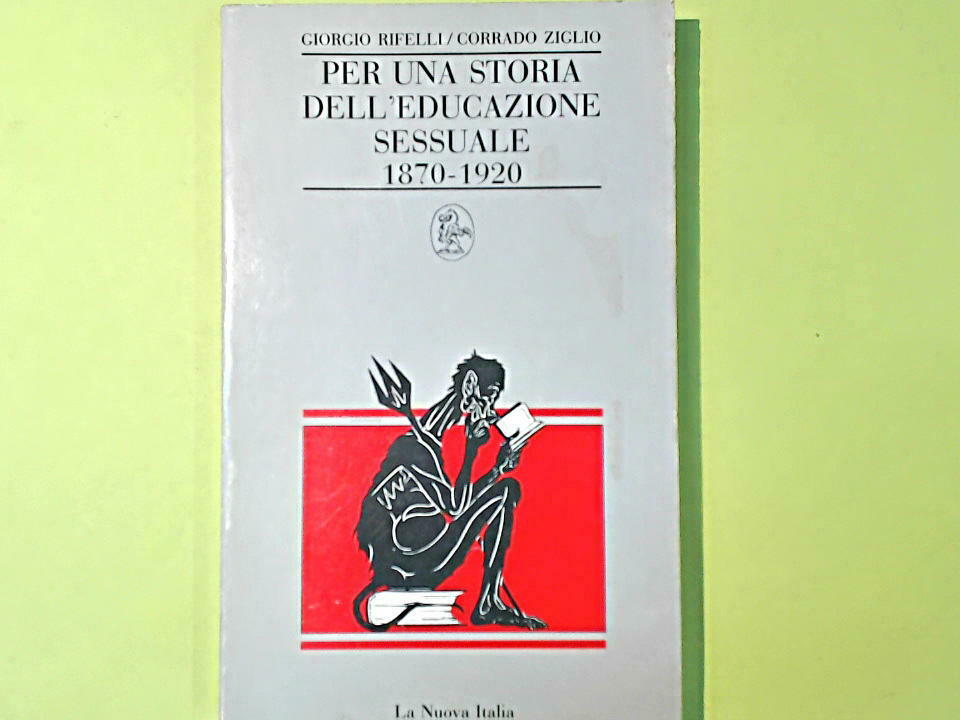 GIORGIO RIFELLI/CORRADO ZIGLIO
PER UNA STORIA
DELL'EDUCAZIONE
SESSUALE
1870-1920
La Nuova Italia